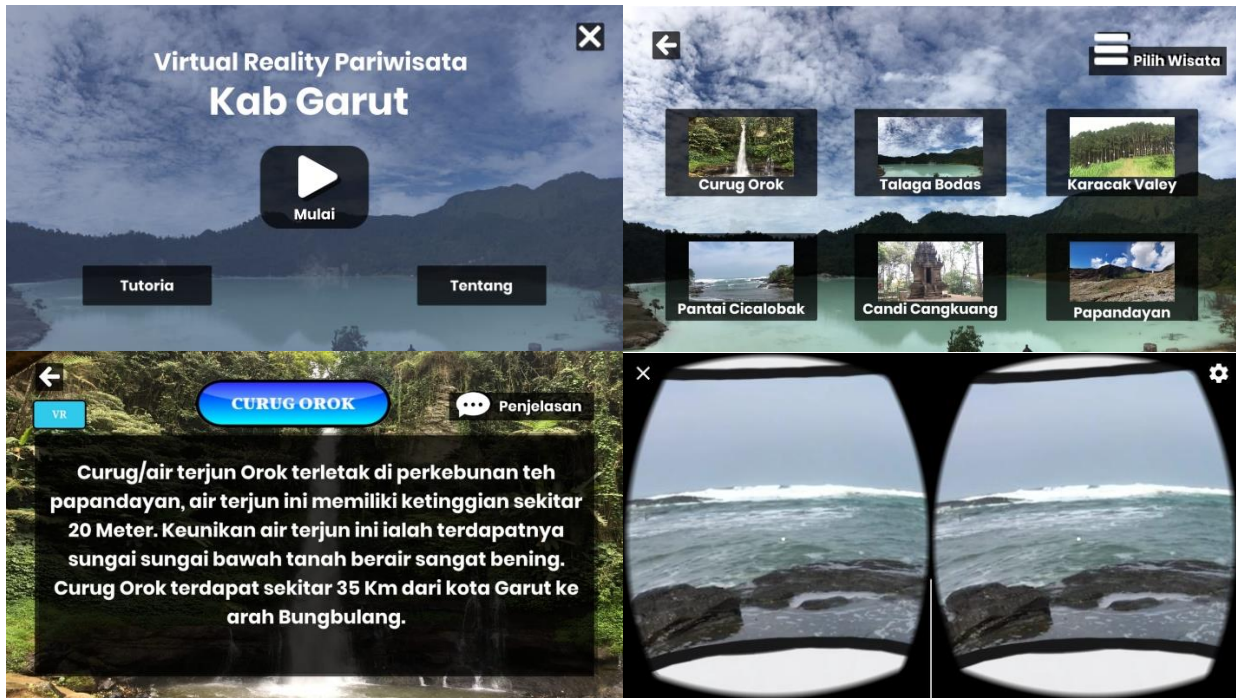 Virtual Reality Pariwisata
Kab Garut
Mulai
Tutoria
Tentang
Pilih Wisata
Curug Orok
Talaga Bodas
Karacak Valey
Pantai Cicalobak
Candi Cangkuang
Papandayan
VR
CURUG OROK
Penjelasan
Curug/air terjun Orok terletak di perkebunan teh
papandayan, air terjun ini memiliki ketinggian sekitar
20 Meter. Keunikan air terjun ini ialah terdapatnya
sungai sungai bawah tanah berair sangat bening.
Curug Orok terdapat sekitar 35 Km dari kota Garut ke
arah Bungbulang.